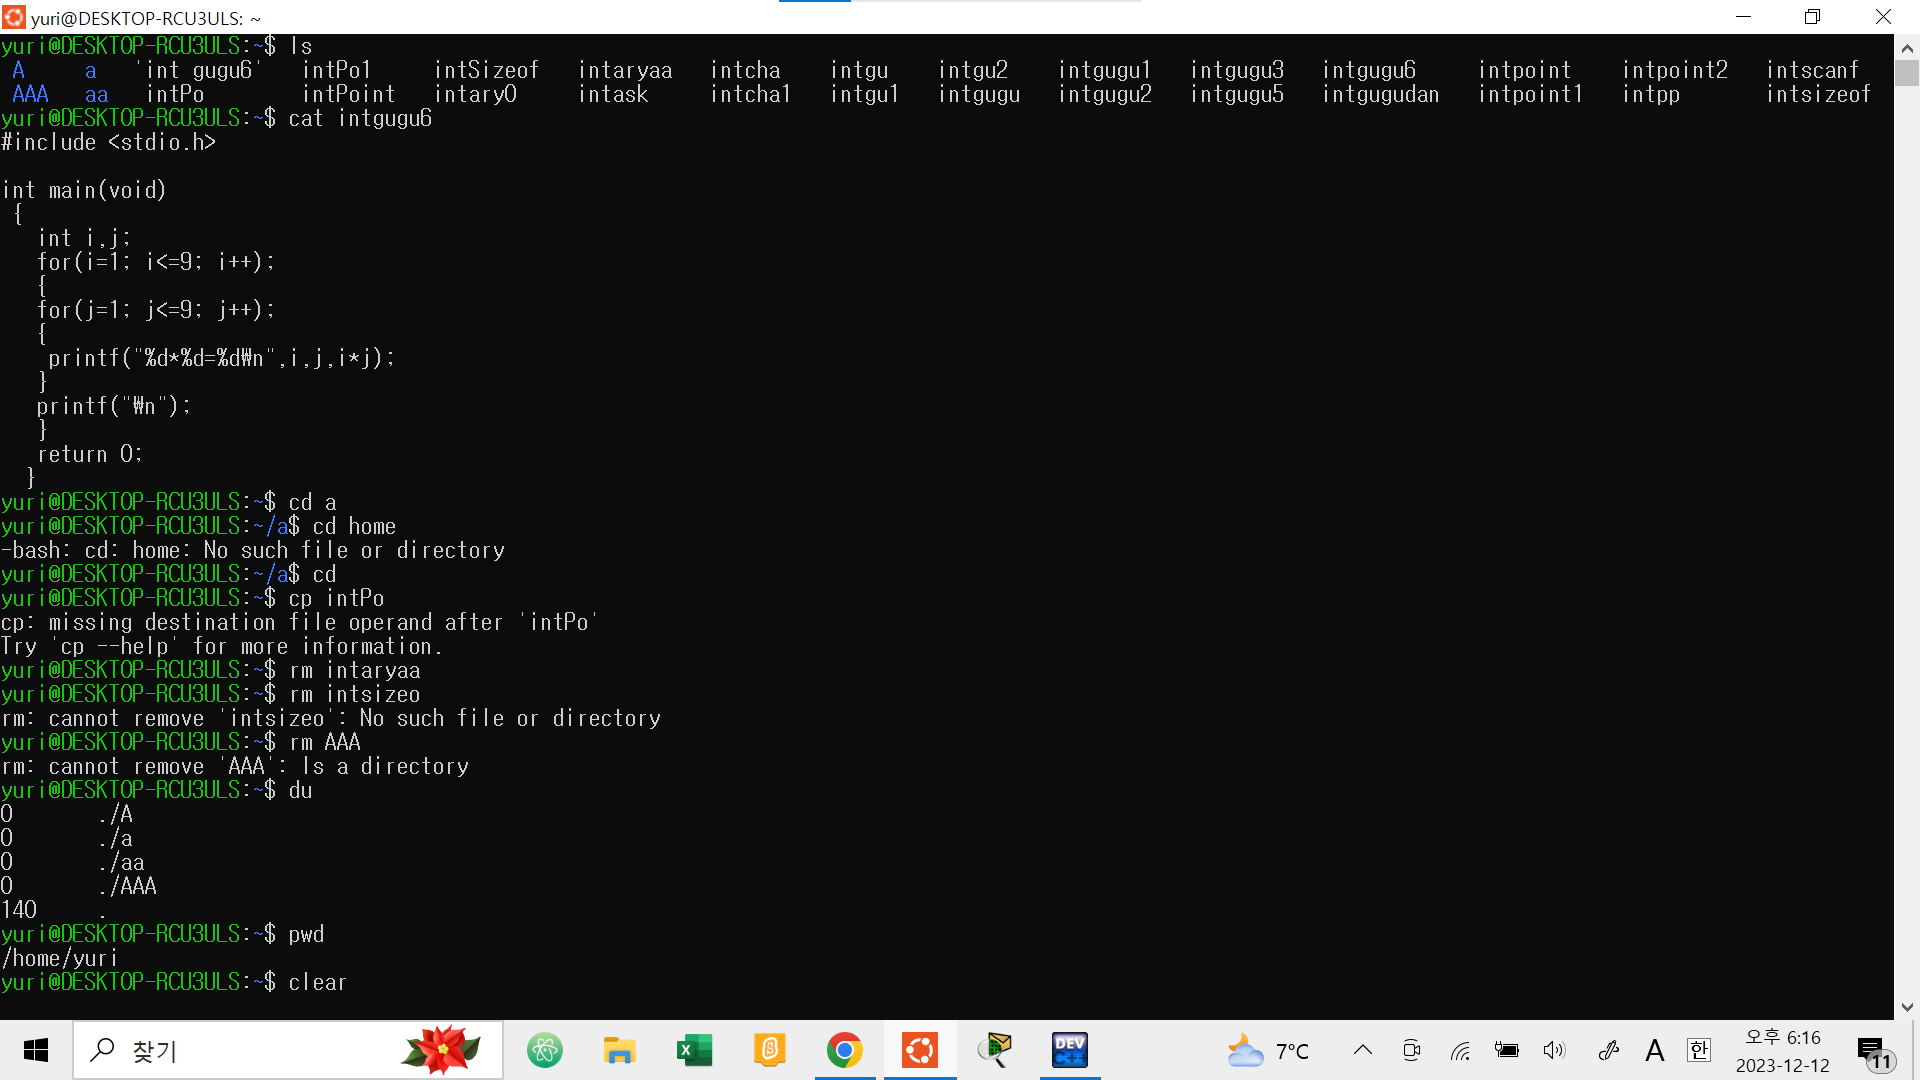 yuri@DESKTOP-RCU3ULS: ~
yuri@DESKTOP-RCU3ULS:~$ ls
A a 'int gugu6' intPo1 intSizeof intaryaa intcha intgu intgu2 intgugu1 intgugu3 intgugu6 intpoint intpoint2 intscanf
AAA aa intPo intPoint intary0 intask intcha1 intgu1 intgugu intgugu2 intgugu5 intgugudan intpoint1 intpp intsizeof
yuri@DESKTOP-RCU3ULS:~$ cat intgugu6
#include <stdio.h>
int main(void)
{
int i,j;
for(i=1; i<=9; i++);
{
for(j=1; j<=9; j++);
{
printf("%d*%d=%d₩n",i,j,i*j);
}
printf("₩n");
}
return 0;
}
yuri@DESKTOP-RCU3ULS:~$ cd a
yuri@DESKTOP-RCU3ULS:~/a$ cd home
-bash: cd: home: No such file or directory
yuri@DESKTOP-RCU3ULS:~/a$ cd
yuri@DESKTOP-RCU3ULS:~$ cp intPo
cp: missing destination file operand after 'intPo'
Try 'cp --help' for more information.
yuri@DESKTOP-RCU3ULS:~$ rm intaryaa
yuri@DESKTOP-RCU3ULS:~$ rm intsizeo
rm: cannot remove 'intsizeo': No such file or directory
yuri@DESKTOP-RCU3ULS:~$ rm AAA
rm: cannot remove 'AAA': Is a directory
yuri@DESKTOP-RCU3ULS:~$ du
0 ./A
0 ./a
0 ./aa
0 ./AAA
140 .
yuri@DESKTOP-RCU3ULS:~$ pwd
/home/yuri
yuri@DESKTOP-RCU3ULS:~$ clear
찾기
DEV C++
7°C
A
한
오후 6:16
2023-12-12
11